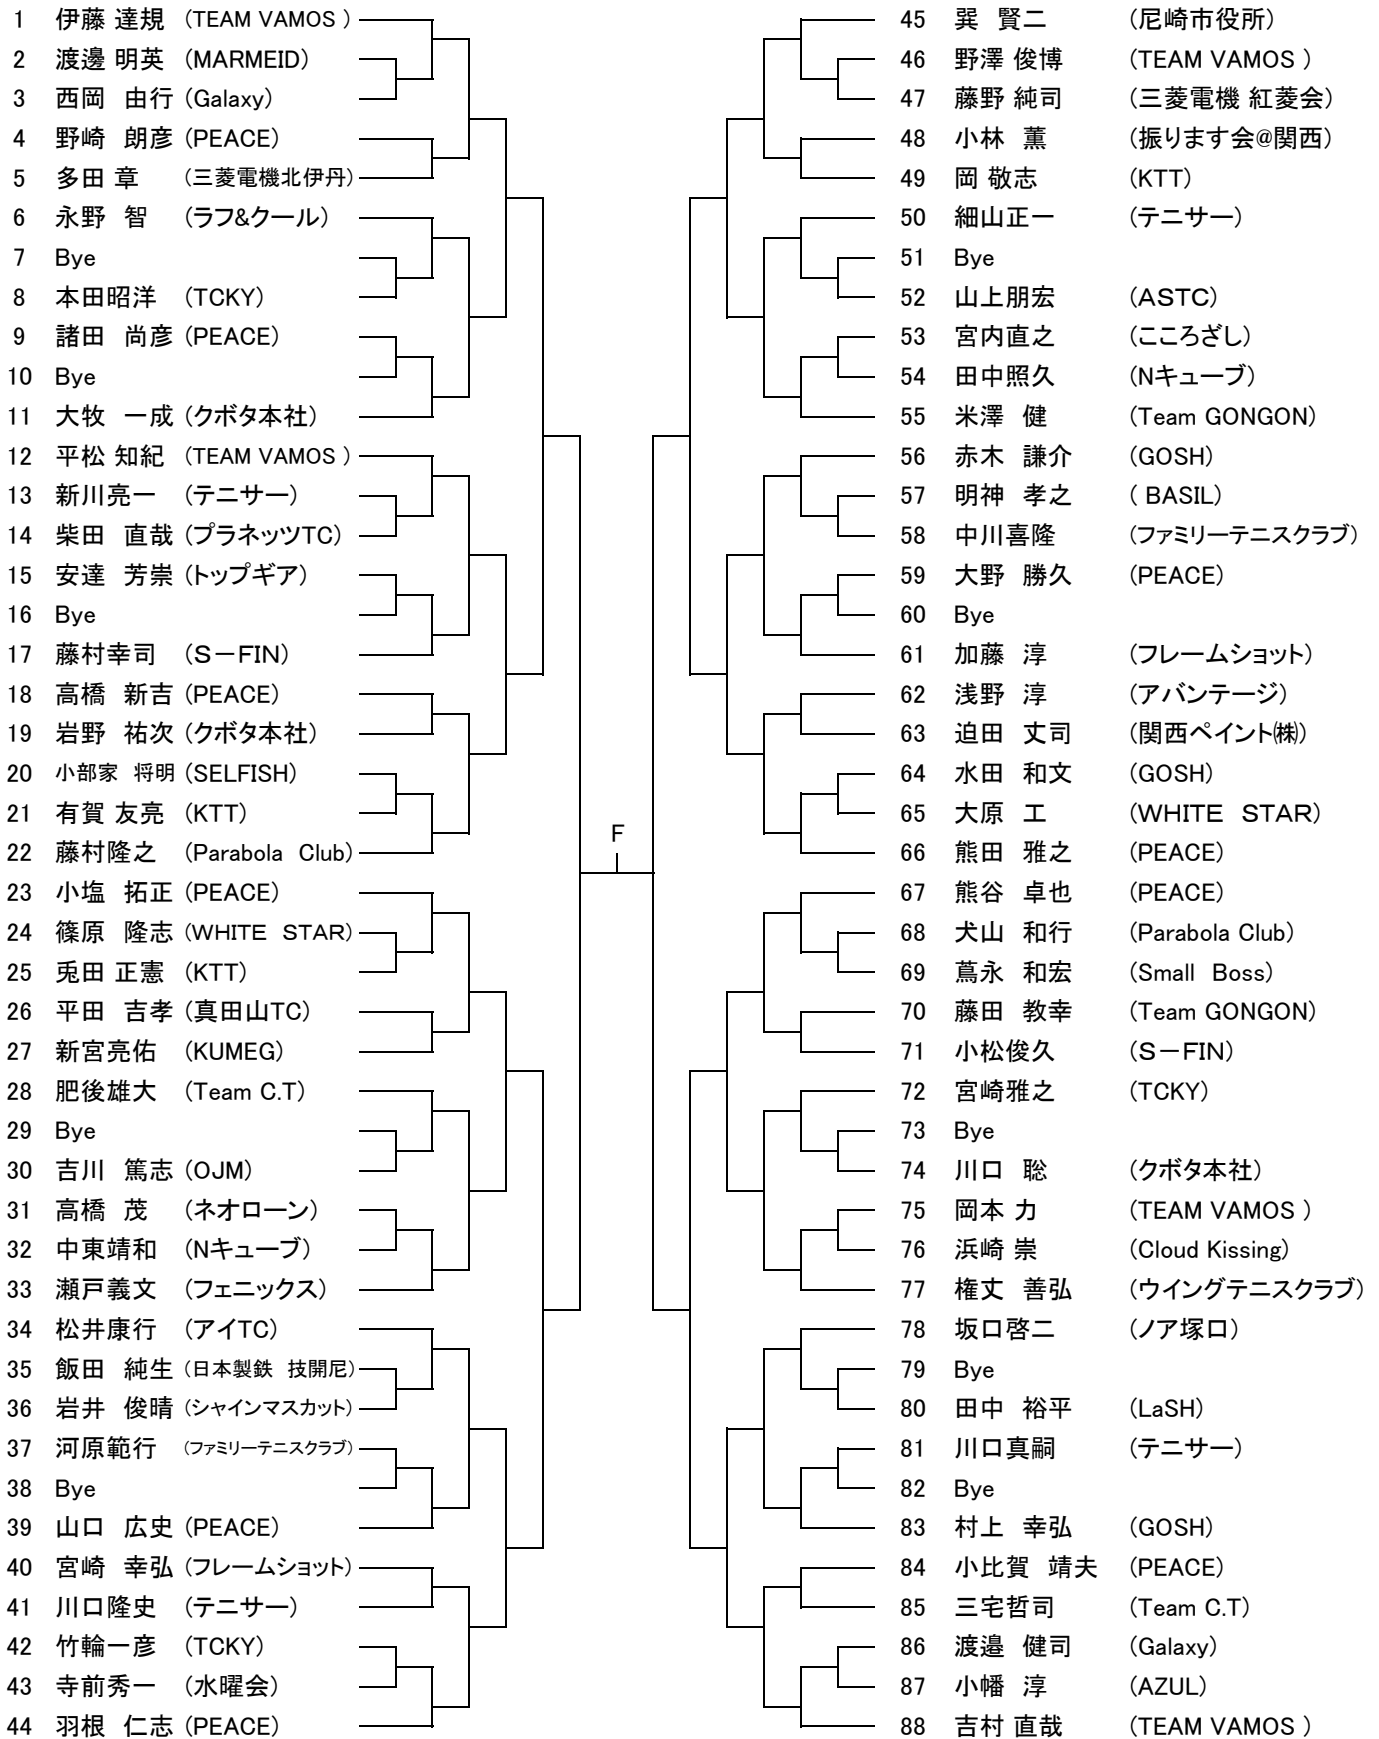 1 伊藤 達規 (TEAM VAMOS )
2 渡邊 明英 (MARMEID)
3 西岡 由行 (Galaxy)
4 野崎 朗彦 (PEACE)
5 多田 章 (三菱電機北伊丹)
6 永野 智 (ラフ&クール)
7 Bye
8 本田昭洋 (TCKY)
9 諸田 尚彦 (PEACE)
10 Bye
11 大牧 一成 (クボタ本社)
12 平松 知紀 (TEAM VAMOS )
13 新川亮一 (テニサー)
14 柴田 直哉 (プラネッツTC)
15 安達 芳崇 (トップギア)
16 Bye
17 藤村幸司 (S－FIN)
18 高橋 新吉 (PEACE)
19 岩野 祐次 (クボタ本社)
20 小部家 将明 (SELFISH)
21 有賀 友亮 (KTT)
22 藤村隆之 (Parabola Club)
23 小塩 拓正 (PEACE)
24 篠原 隆志 (WHITE STAR)
25 兎田 正憲 (KTT)
26 平田 吉孝 (真田山TC)
27 新宮亮佑 (KUMEG)
28 肥後雄大 (Team C.T)
29 Bye
30 吉川 篤志 (OJM)
31 高橋 茂 (ネオローン)
32 中東靖和 (Nキューブ)
33 瀬戸義文 (フェニックス)
34 松井康行 (アイTC)
35 飯田 純生 (日本製鉄 技開尼)
36 岩井 俊晴 (シャインマスカット)
37 河原範行 (ファミリーテニスクラブ)
38 Bye
39 山口 広史 (PEACE)
40 宮崎 幸弘 (フレームショット)
41 川口隆史 (テニサー)
42 竹輪一彦 (TCKY)
43 寺前秀一 (水曜会)
44 羽根 仁志 (PEACE)
F
45 巽 賢二 (尼崎市役所)
46 野澤 俊博 (TEAM VAMOS )
47 藤野 純司 (三菱電機 紅菱会)
48 小林 薫 (振ります会@関西)
49 岡 敬志 (KTT)
50 細山正一 (テニサー)
51 Bye
52 山上朋宏 (ASTC)
53 宮内直之 (こころざし)
54 田中照久 (Nキューブ)
55 米澤 健 (Team GONGON)
56 赤木 謙介 (GOSH)
57 明神 孝之 ( BASIL)
58 中川喜隆 (ファミリーテニスクラブ)
59 大野 勝久 (PEACE)
60 Bye
61 加藤 淳 (フレームショット)
62 浅野 淳 (アバンテージ)
63 迫田 丈司 (関西ペイント㈱)
64 水田 和文 (GOSH)
65 大原 工 (WHITE STAR)
66 熊田 雅之 (PEACE)
67 熊谷 卓也 (PEACE)
68 犬山 和行 (Parabola Club)
69 蔦永 和宏 (Small Boss)
70 藤田 教幸 (Team GONGON)
71 小松俊久 (S－FIN)
72 宮崎雅之 (TCKY)
73 Bye
74 川口 聡 (クボタ本社)
75 岡本 力 (TEAM VAMOS )
76 浜崎 崇 (Cloud Kissing)
77 権丈 善弘 (ウイングテニスクラブ)
78 坂口啓二 (ノア塚口)
79 Bye
80 田中 裕平 (LaSH)
81 川口真嗣 (テニサー)
82 Bye
83 村上 幸弘 (GOSH)
84 小比賀 靖夫 (PEACE)
85 三宅哲司 (Team C.T)
86 渡邉 健司 (Galaxy)
87 小幡 淳 (AZUL)
88 吉村 直哉 (TEAM VAMOS )